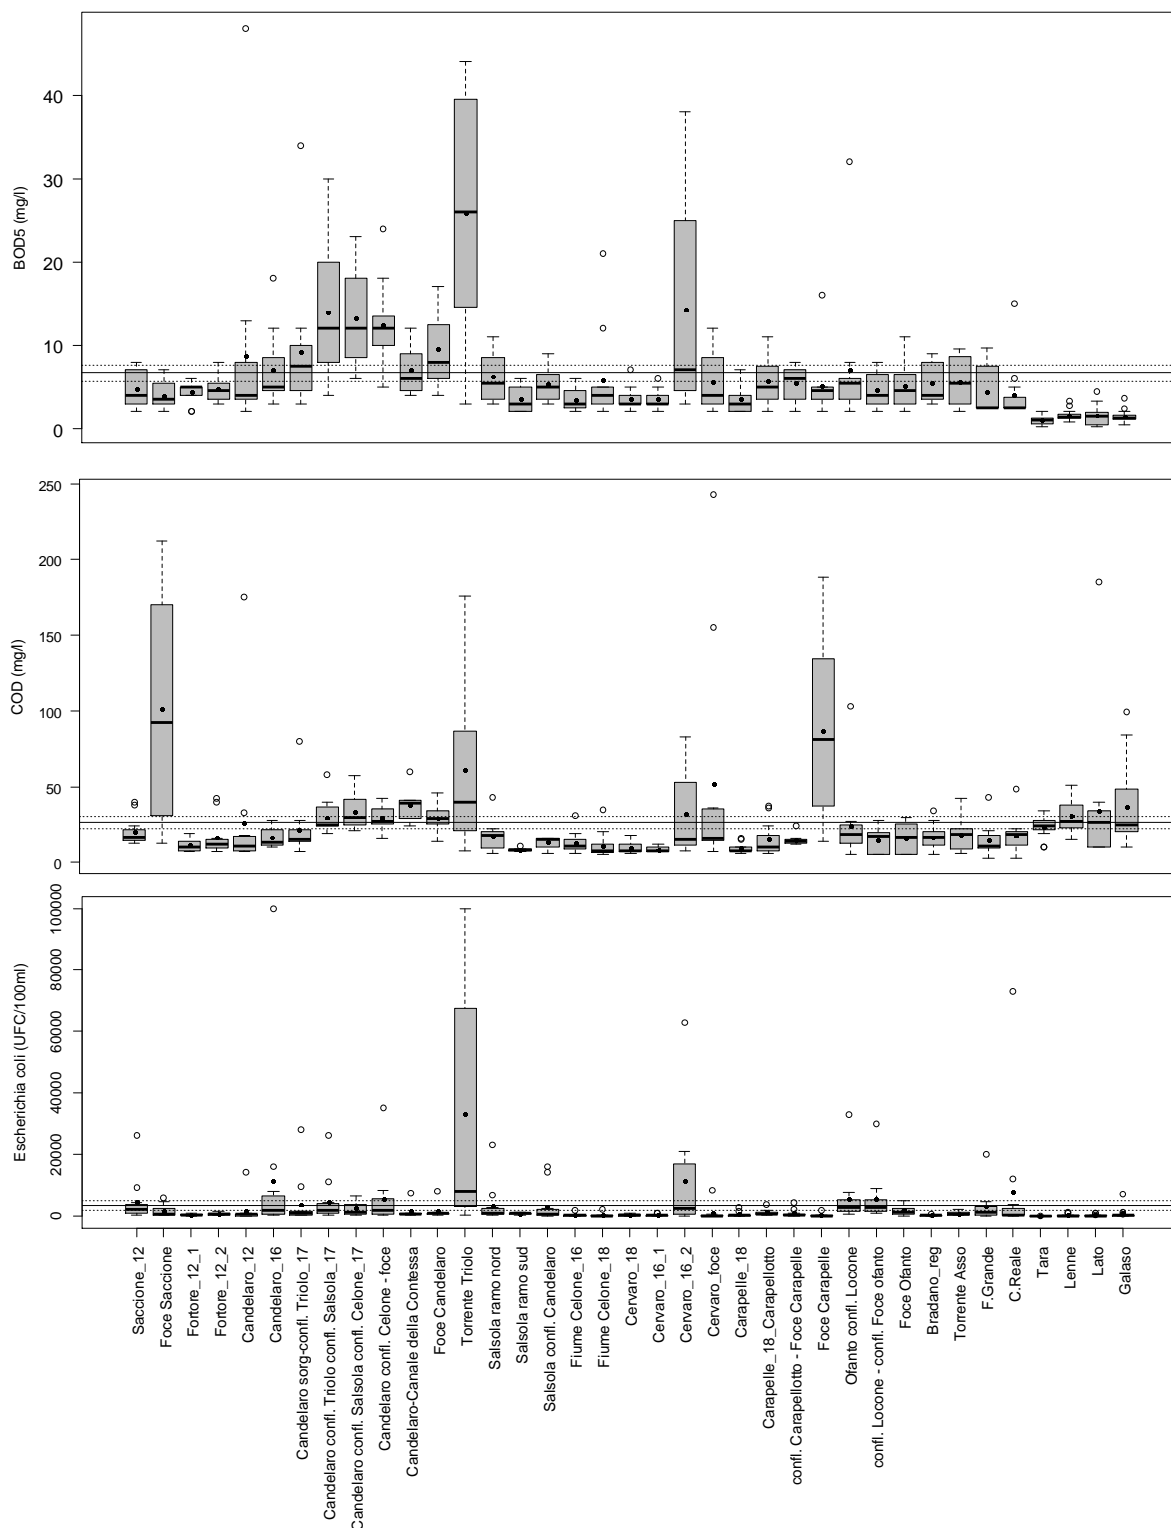 BOD5 (mg/l)
40
30
20
10
0
COD (mg/l)
250
200
150
100
50
0
Escherichia coli (UFC/100ml)
100000
80000
60000
40000
20000
0
Saccione_12
Foce Saccione
Fortore_12_1
Fortore_12_2
Candelaro_12
Candelaro_16
Candelaro sorg-confl. Triolo_17
Candelaro confl. Triolo confl. Salsola_17
Candelaro confl. Salsola confl. Celone_17
Candelaro confl. Celone - foce
Candelaro-Canale della Contessa
Foce Candelaro
Torrente Triolo
Salsola ramo nord
Salsola ramo sud
Salsola confl. Candelaro
Fiume Celone_16
Fiume Celone_18
Cervaro_18
Cervaro_16_1
Cervaro_16_2
Cervaro_foce
Carapelle_18
Carapelle_18_Carapellotto
confl. Carapellotto - Foce Carapelle
Foce Carapelle
Ofanto confl. Locone
confl. Locone - confl. Foce ofanto
Foce Ofanto
Bradano_reg
Torrente Asso
F.Grande
C.Reale
Tara
Lenne
Lato
Galaso